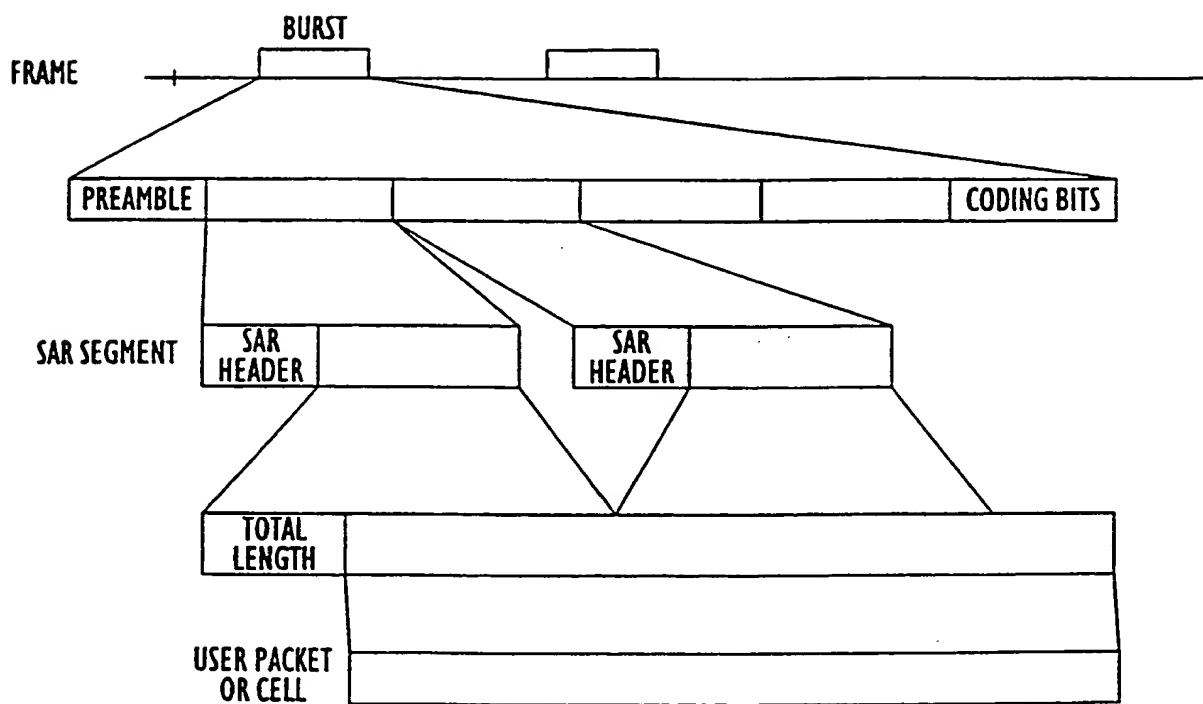 BURST
FRAME
PREAMBLE
CODING BITS
SAR SEGMENT
SAR
HEADER
SAR
HEADER
TOTAL
LENGTH
USER PACKET
OR CELL